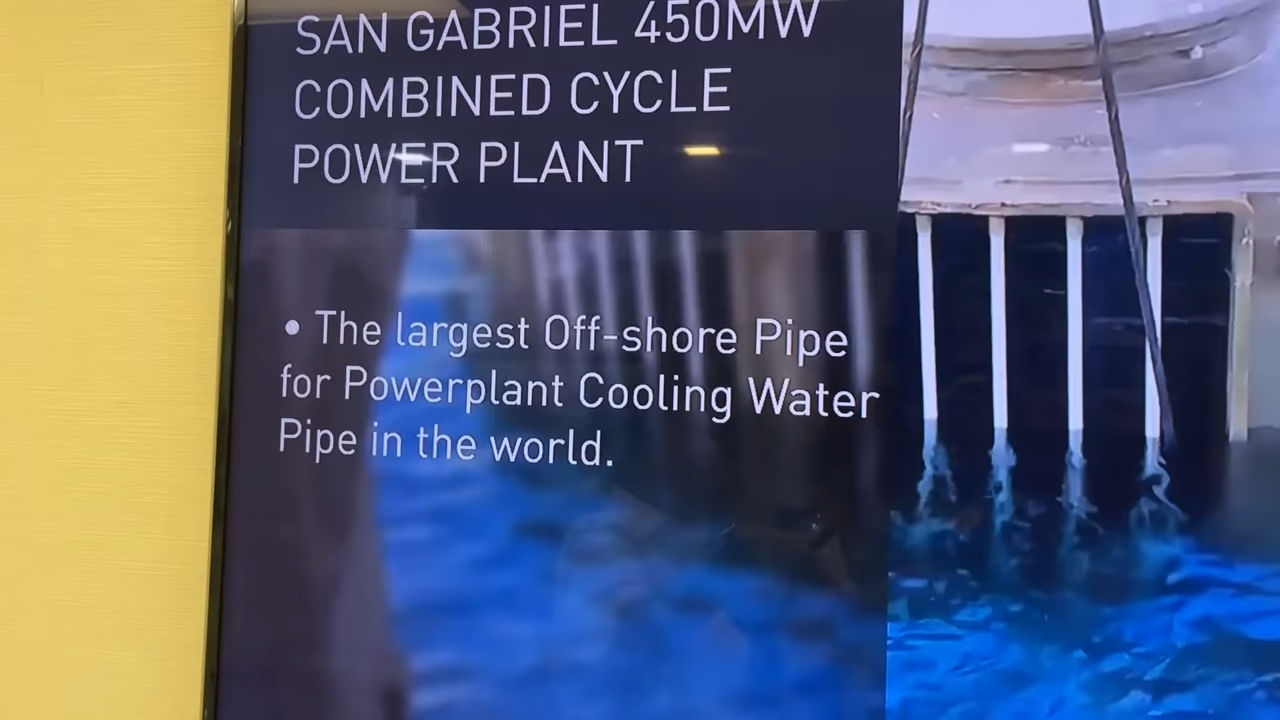 SAN GABRIEL 450MW
COMBINED CYCLE
POWER PLANT
• The largest Off-shore Pipe
for Powerplant Cooling Water
Pipe in the world.